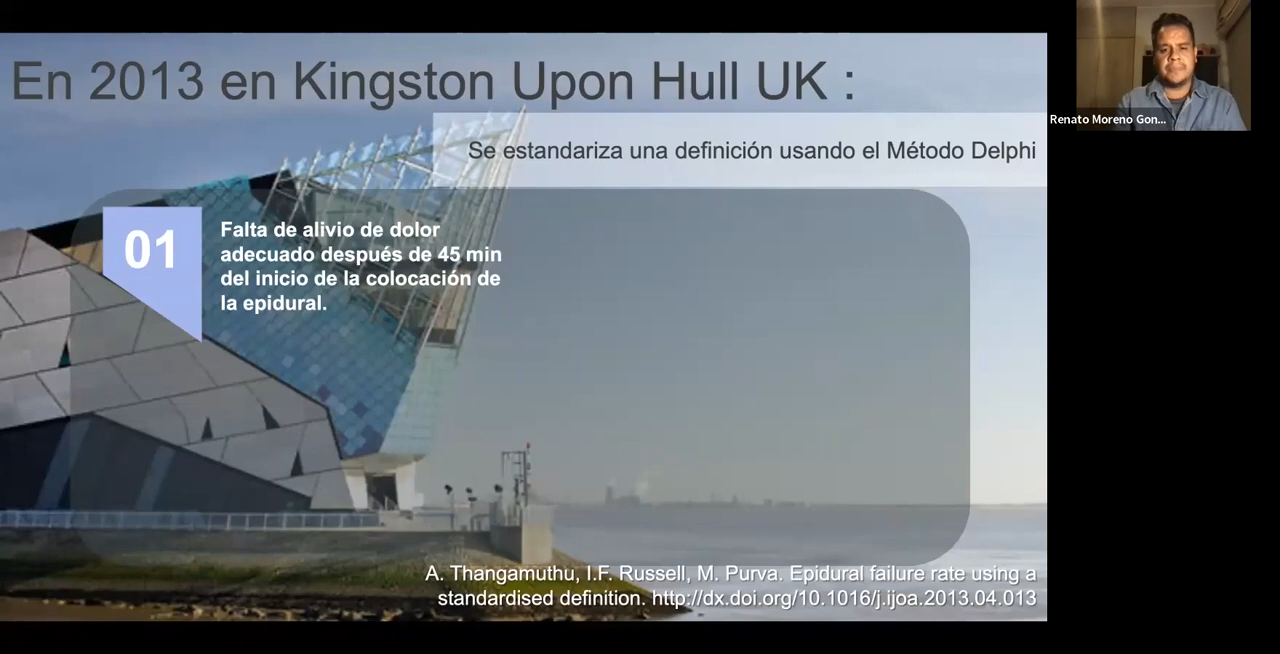 En 2013 en Kingston Upon Hull UK :
Se estandariza una definición usando el Método Delphi
01
Falta de alivio de dolor
adecuado después de 45 min
del inicio de la colocación de
la epidural.
A. Thangamuthu, I.F. Russell, M. Purva. Epidural failure rate using a
standardised definition. http://dx.doi.org/10.1016/j.ijoa.2013.04.013
Renato Moreno Gon...